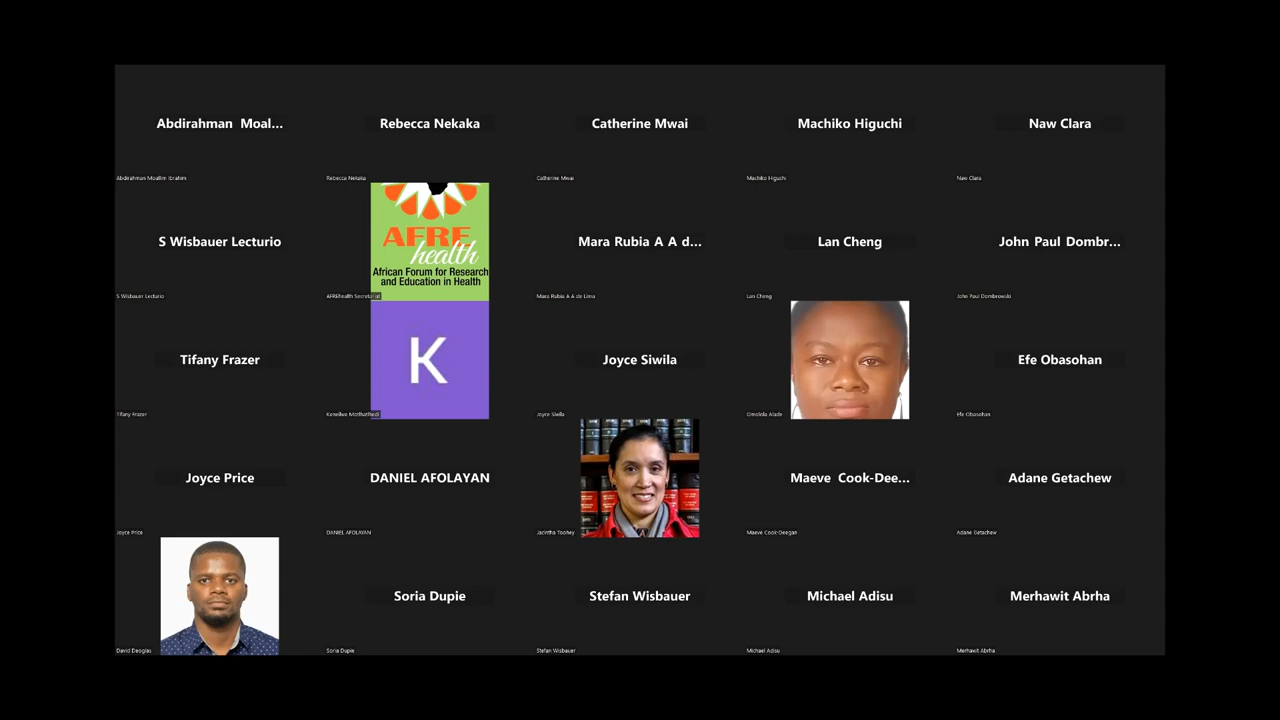 Abdirahman Moal...
Abdirahman Moallim Ibrahim
Rebecca Nekaka
Rebecca Nekaka
Catherine Mwai
Catherine Mwai
Machiko Higuchi
Machiko Higuchi
Naw Clara
Naw Clara
S Wisbauer Lecturio
S Wisbauer Lecturio
AFRE
health
African Forum for Research
and Education in Health
AFREhealth Secretariat
Mara Rubia A A d...
Mara Rubia A A de Lima
Lan Cheng
Lan Cheng
John Paul Dombr...
John Paul Dombrowski
Tifany Frazer
Tifany Frazer
K
Joyce Siwila
Joyce Siwila
Omolola Alade
Efe Obasohan
Efe Obasohan
Joyce Price
Joyce Price
DANIEL AFOLAYAN
DANIEL AFOLAYAN
Jacintha Toohey
Maeve Cook-Dee...
Maeve Cook-Deegan
Adane Getachew
Adane Getachew
David Deoglas
Soria Dupie
Soria Dupie
Stefan Wisbauer
Stefan Wisbauer
Michael Adisu
Michael Adisu
Merhawit Abrha
Merhawit Abrha